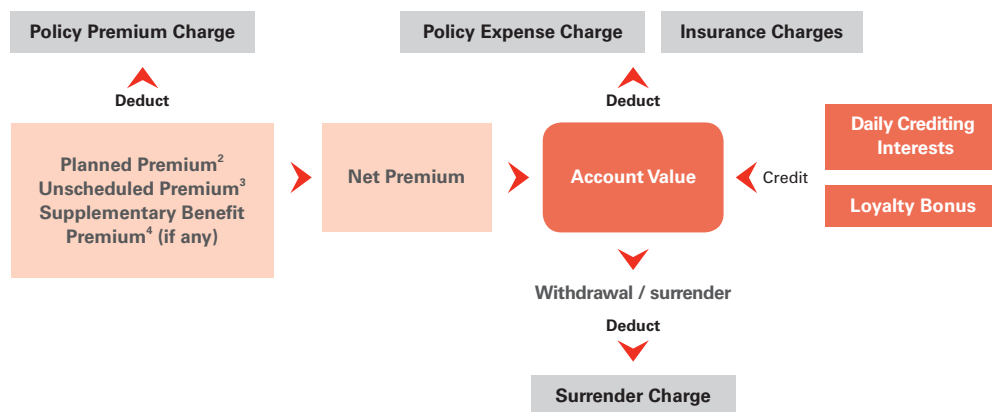 Policy Premium Charge
Policy Expense Charge
Insurance Charges
Deduct
Deduct
Planned Premium²
Unscheduled Premium³
Supplementary Benefit
Premium⁴ (if any)
Net Premium
Account Value
Credit
Daily Crediting
Interests
Loyalty Bonus
Withdrawal / surrender
Deduct
Surrender Charge